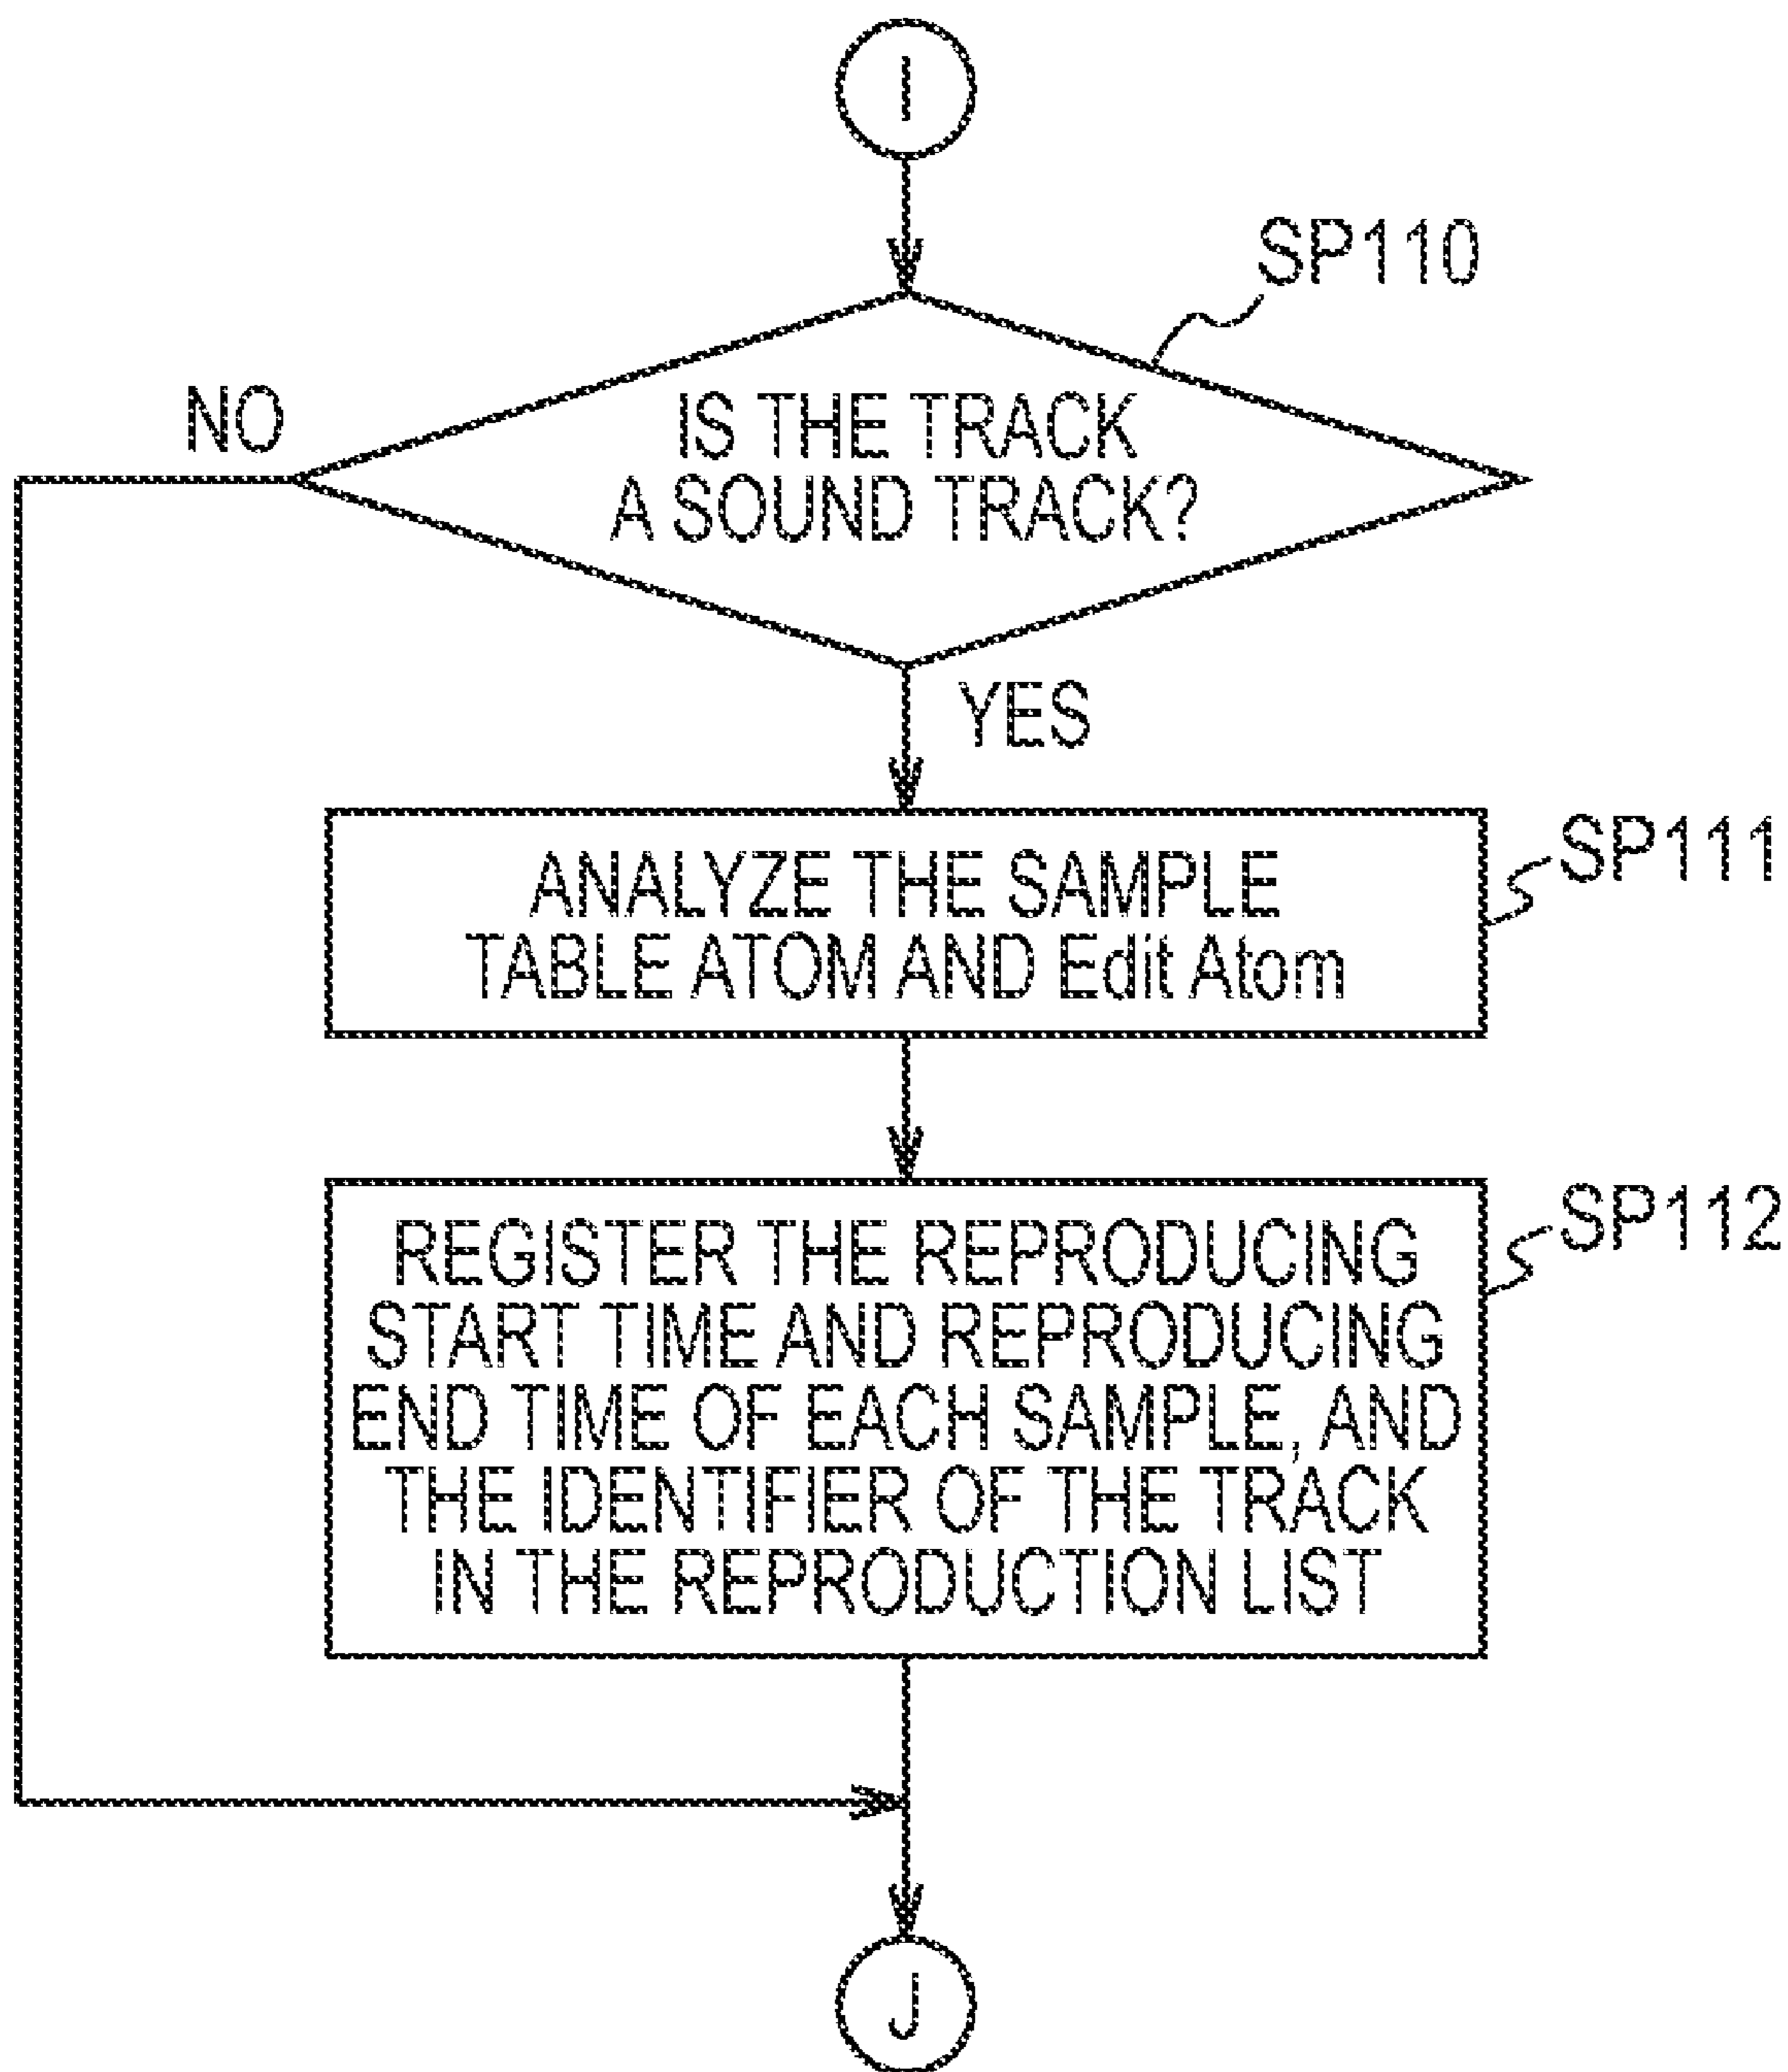 I
SP110
NO
IS THE TRACK
A SOUND TRACK?
YES
SP111
ANALYZE THE SAMPLE
TABLE ATOM AND Edit Atom
SP112
REGISTER THE REPRODUCING
START TIME AND REPRODUCING
END TIME OF EACH SAMPLE, AND
THE IDENTIFIER OF THE TRACK
IN THE REPRODUCTION LIST
J